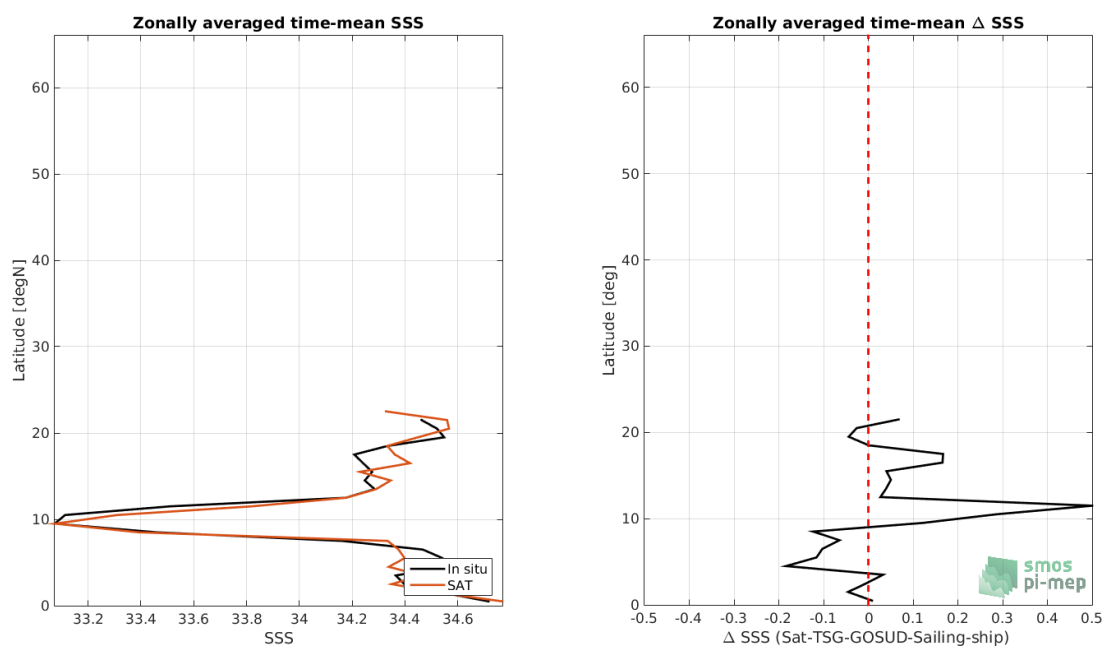 Zonally averaged time-mean SSS
60
50
40
30
20
10
0
Latitude [degN]
33.2 33.4 33.6 33.8 34 34.2 34.4 34.6
SSS
In situ
SAT
Zonally averaged time-mean Δ SSS
60
50
40
30
20
10
0
Latitude [deg]
-0.5 -0.4 -0.3 -0.2 -0.1 0 0.1 0.2 0.3 0.4 0.5
Δ SSS (Sat-TSG-GOSUD-Sailing-ship)
smos
pi-mep